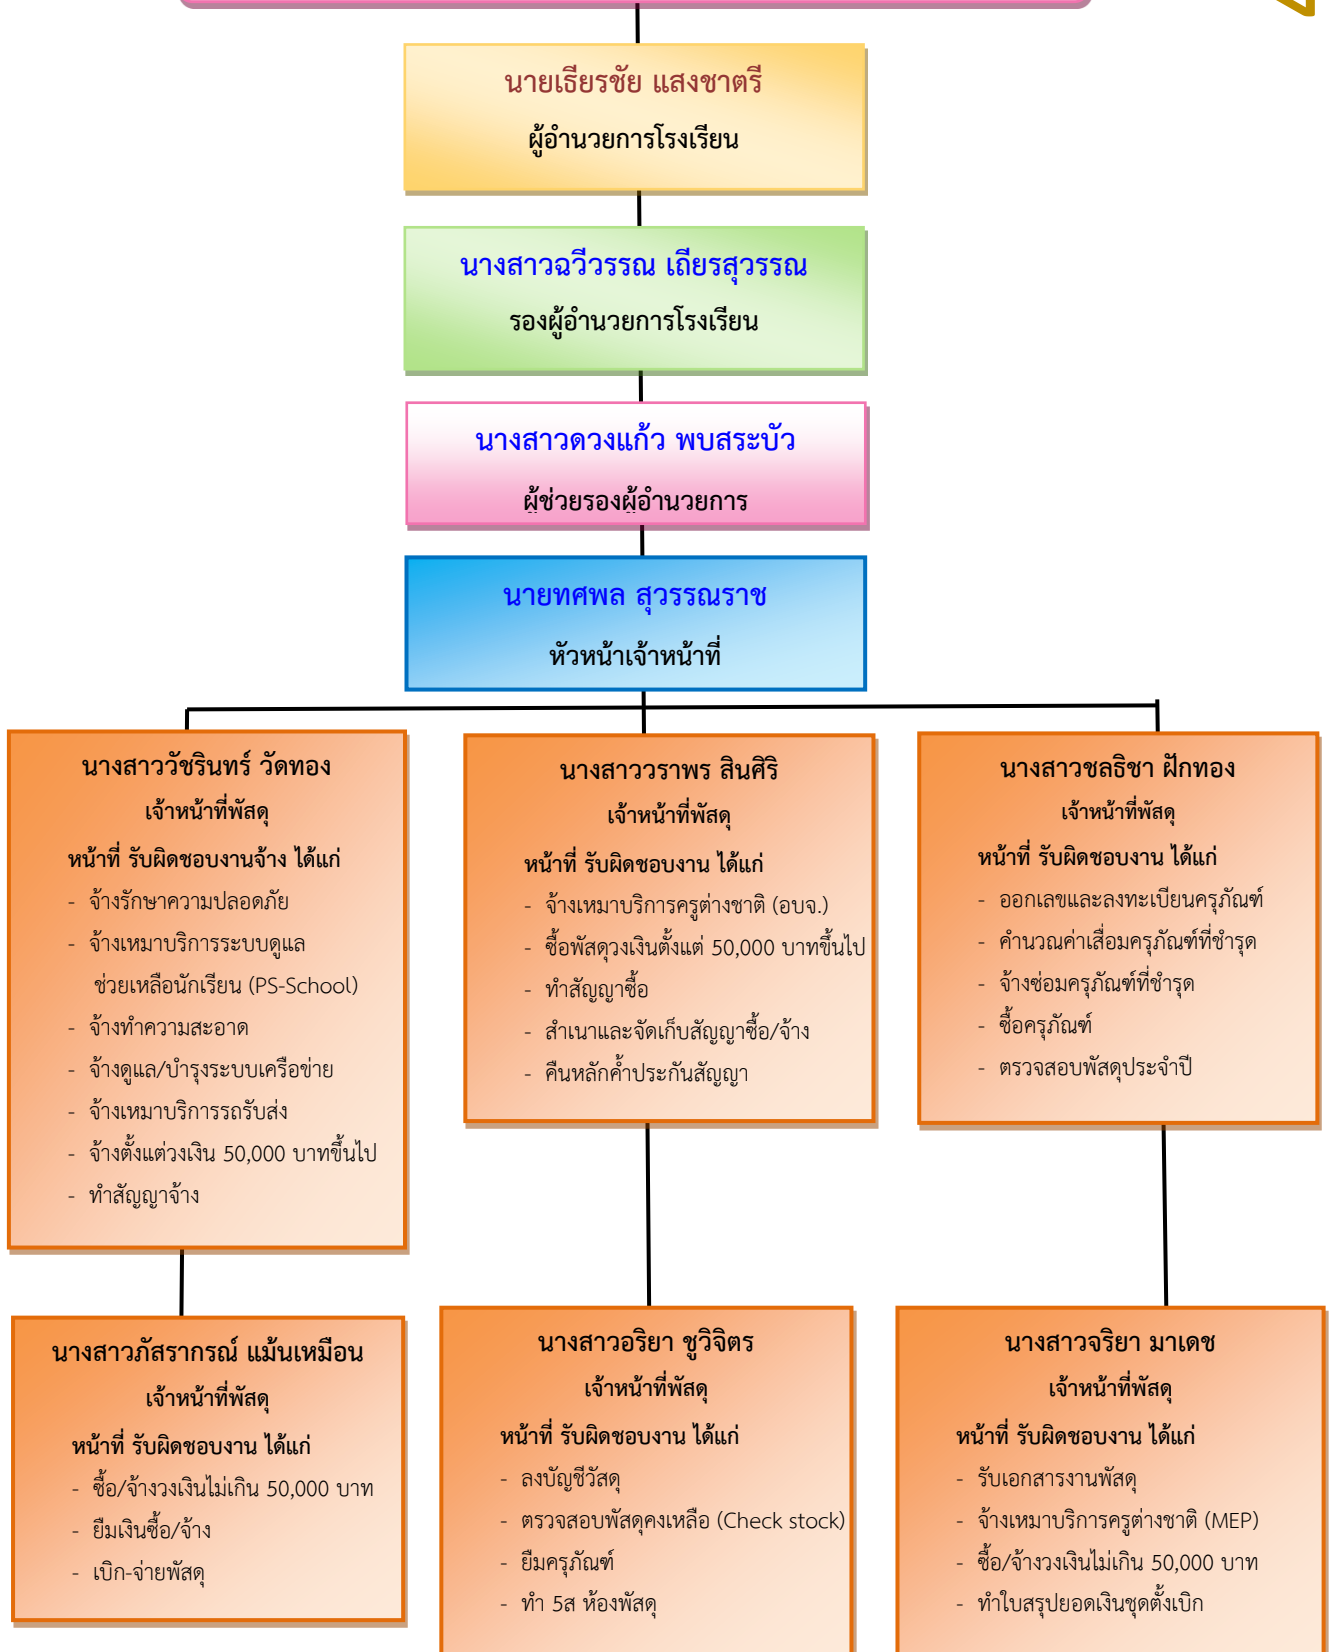 นายเธียรชัย แสงชาตรี
ผู้อำนวยการโรงเรียน
นางสาวฉวีวรรณ เถียรสุวรรณ
รองผู้อำนวยการโรงเรียน
นางสาวดวงแก้ว พบสระบัว
ผู้ช่วยรองผู้อำนวยการ
นายทศพล สุวรรณราช
หัวหน้าเจ้าหน้าที่
นางสาววัชรินทร์ วัดทอง
เจ้าหน้าที่พัสดุ
หน้าที่ รับผิดชอบงานจ้าง ได้แก่
- จ้างรักษาความปลอดภัย
- จ้างเหมาบริการระบบดูแล
ช่วยเหลือนักเรียน (PS-School)
- จ้างทำความสะอาด
- จ้างดูแล/บำรุงระบบเครือข่าย
- จ้างเหมาบริการรถรับส่ง
- จ้างตั้งแต่วงเงิน 50,000 บาทขึ้นไป
- ทำสัญญาจ้าง
นางสาววราพร สินศิริ
เจ้าหน้าที่พัสดุ
หน้าที่ รับผิดชอบงาน ได้แก่
- จ้างเหมาบริการครูต่างชาติ (อบจ.)
- ซื้อพัสดุวงเงินตั้งแต่ 50,000 บาทขึ้นไป
- ทำสัญญาซื้อ
- สำเนาและจัดเก็บสัญญาซื้อ/จ้าง
- คืนหลักค้ำประกันสัญญา
นางสาวชลธิชา ฝักทอง
เจ้าหน้าที่พัสดุ
หน้าที่ รับผิดชอบงาน ได้แก่
- ออกเลขและลงทะเบียนครุภัณฑ์
- คำนวณค่าเสื่อมครุภัณฑ์ที่ชำรุด
- จ้างซ่อมครุภัณฑ์ที่ชำรุด
- ซื้อครุภัณฑ์
- ตรวจสอบพัสดุประจำปี
นางสาวภัสรากรณ์ แม้นเหมือน
เจ้าหน้าที่พัสดุ
หน้าที่ รับผิดชอบงาน ได้แก่
- ซื้อ/จ้างวงเงินไม่เกิน 50,000 บาท
- ยืมเงินซื้อ/จ้าง
- เบิก-จ่ายพัสดุ
นางสาวอริยา ชูวิจิตร
เจ้าหน้าที่พัสดุ
หน้าที่ รับผิดชอบงาน ได้แก่
- ลงบัญชีวัสดุ
- ตรวจสอบพัสดุคงเหลือ (Check stock)
- ยืมครุภัณฑ์
- ทำ 5ส ห้องพัสดุ
นางสาวจริยา มาเดช
เจ้าหน้าที่พัสดุ
หน้าที่ รับผิดชอบงาน ได้แก่
- รับเอกสารงานพัสดุ
- จ้างเหมาบริการครูต่างชาติ (MEP)
- ซื้อ/จ้างวงเงินไม่เกิน 50,000 บาท
- ทำใบสรุปยอดเงินชุดตั้งเบิก